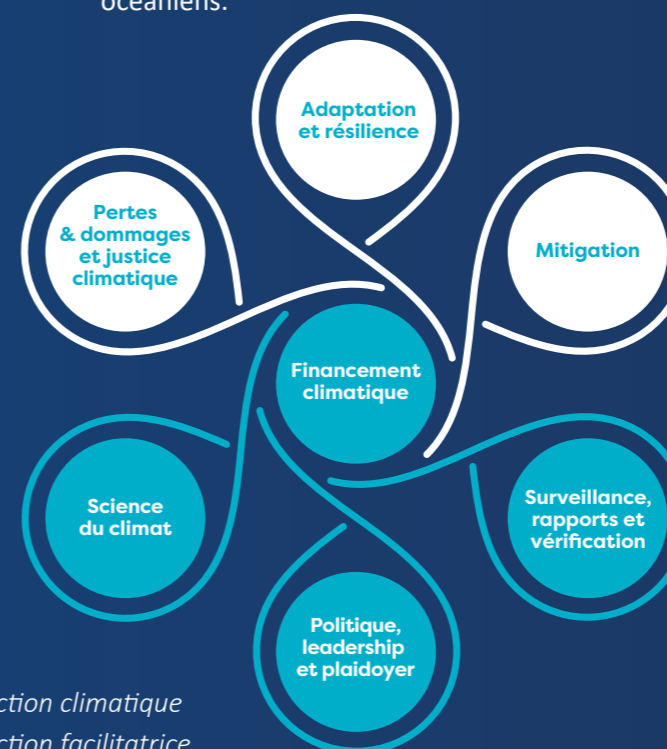 océaniens.
Adaptation
et résilience
Pertes
& dommages
et justice
climatique
Mitigation
Financement
climatique
Science
du climat
Surveillance,
rapports et
vérification
Politique,
leadership
et plaidoyer
ction climatique
ction facilitatrice